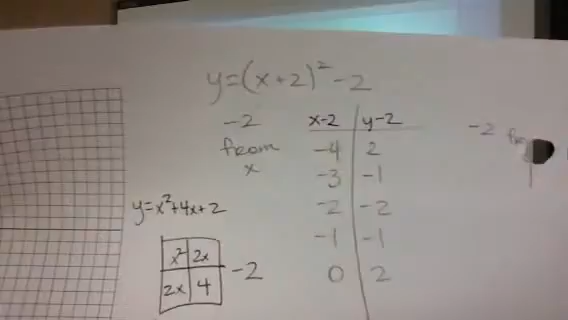 y=(x+2)²-2
-2 from x
x-2 y-2
-4 2
-3 -1
-2 -2
-1 -1
0 2
-2
y=x²+4x+2
x² 2x
2x 4
-2